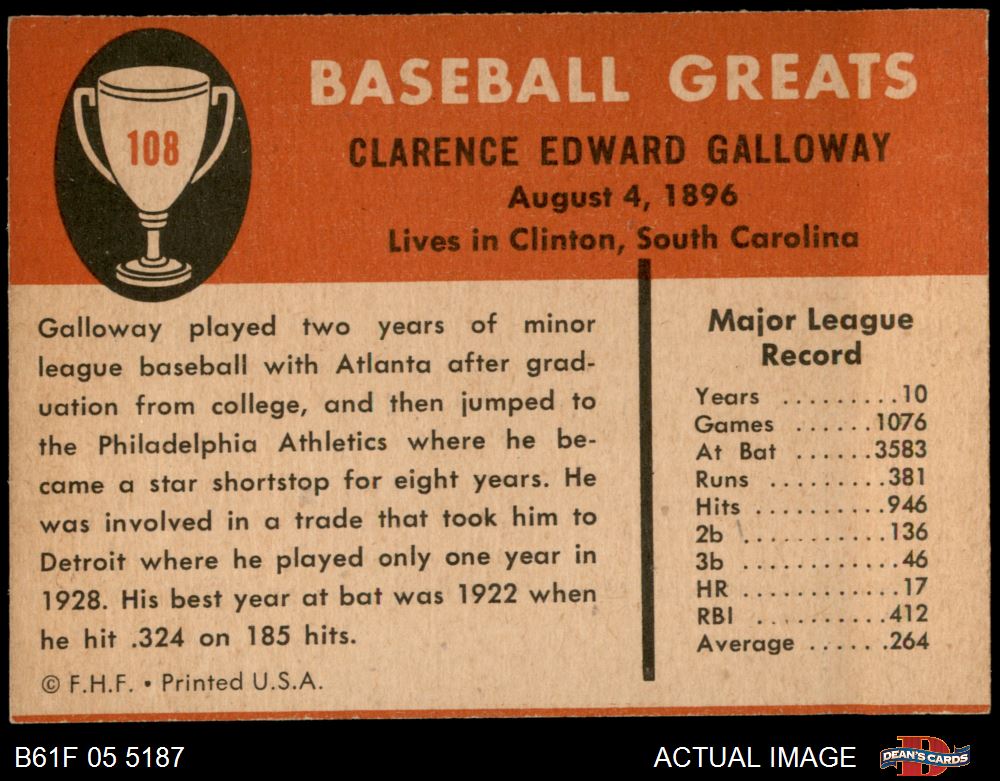 108
BASEBALL GREATS
CLARENCE EDWARD GALLOWAY
August 4, 1896
Lives in Clinton, South Carolina
Galloway played two years of minor
league baseball with Atlanta after grad-
uation from college, and then jumped to
the Philadelphia Athletics where he be-
came a star shortstop for eight years. He
was involved in a trade that took him to
Detroit where he played only one year in
1928. His best year at bat was 1922 when
he hit .324 on 185 hits.
© F.H.F. • Printed U.S.A.
Major League
Record
Years .........10
Games ......1076
At Bat ......3583
Runs .........381
Hits ..........946
2b ...........136
3b ............46
HR ............17
RBI ..........412
Average ......264
B61F 05 5187
ACTUAL IMAGE
DEAN'S CARDS